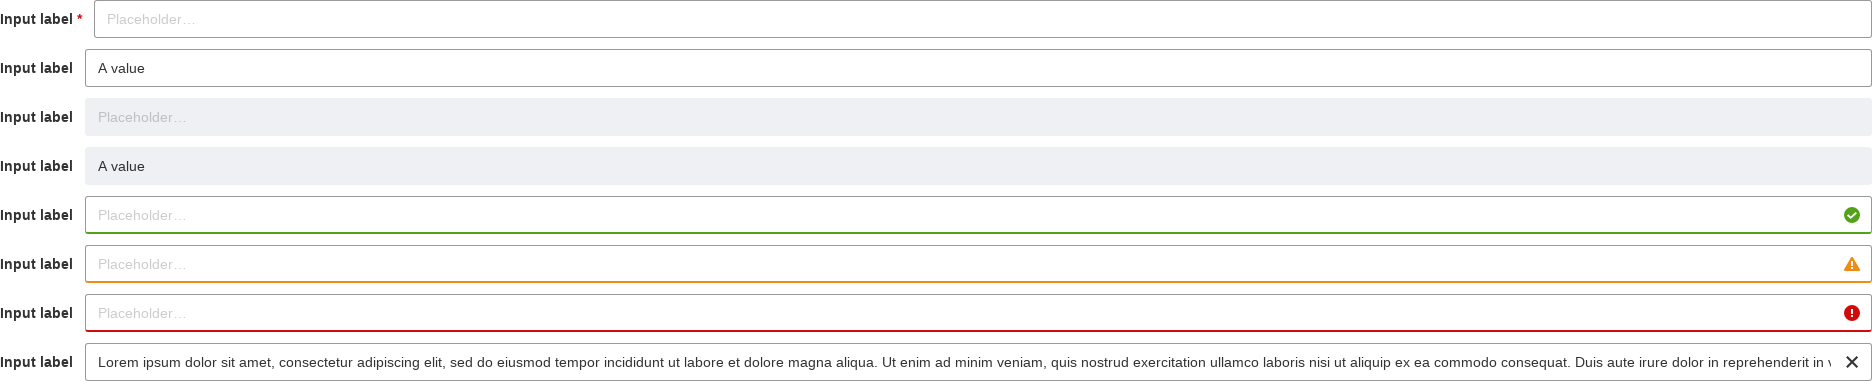 Input label * Placeholder…
Input label A value
Input label Placeholder…
Input label A value
Input label Placeholder…
Input label Placeholder…
Input label Placeholder…
Input label Lorem ipsum dolor sit amet, consectetur adipiscing elit, sed do eiusmod tempor incididunt ut labore et dolore magna aliqua. Ut enim ad minim veniam, quis nostrud exercitation ullamco laboris nisi ut aliquip ex ea commodo consequat. Duis aute irure dolor in reprehenderit in